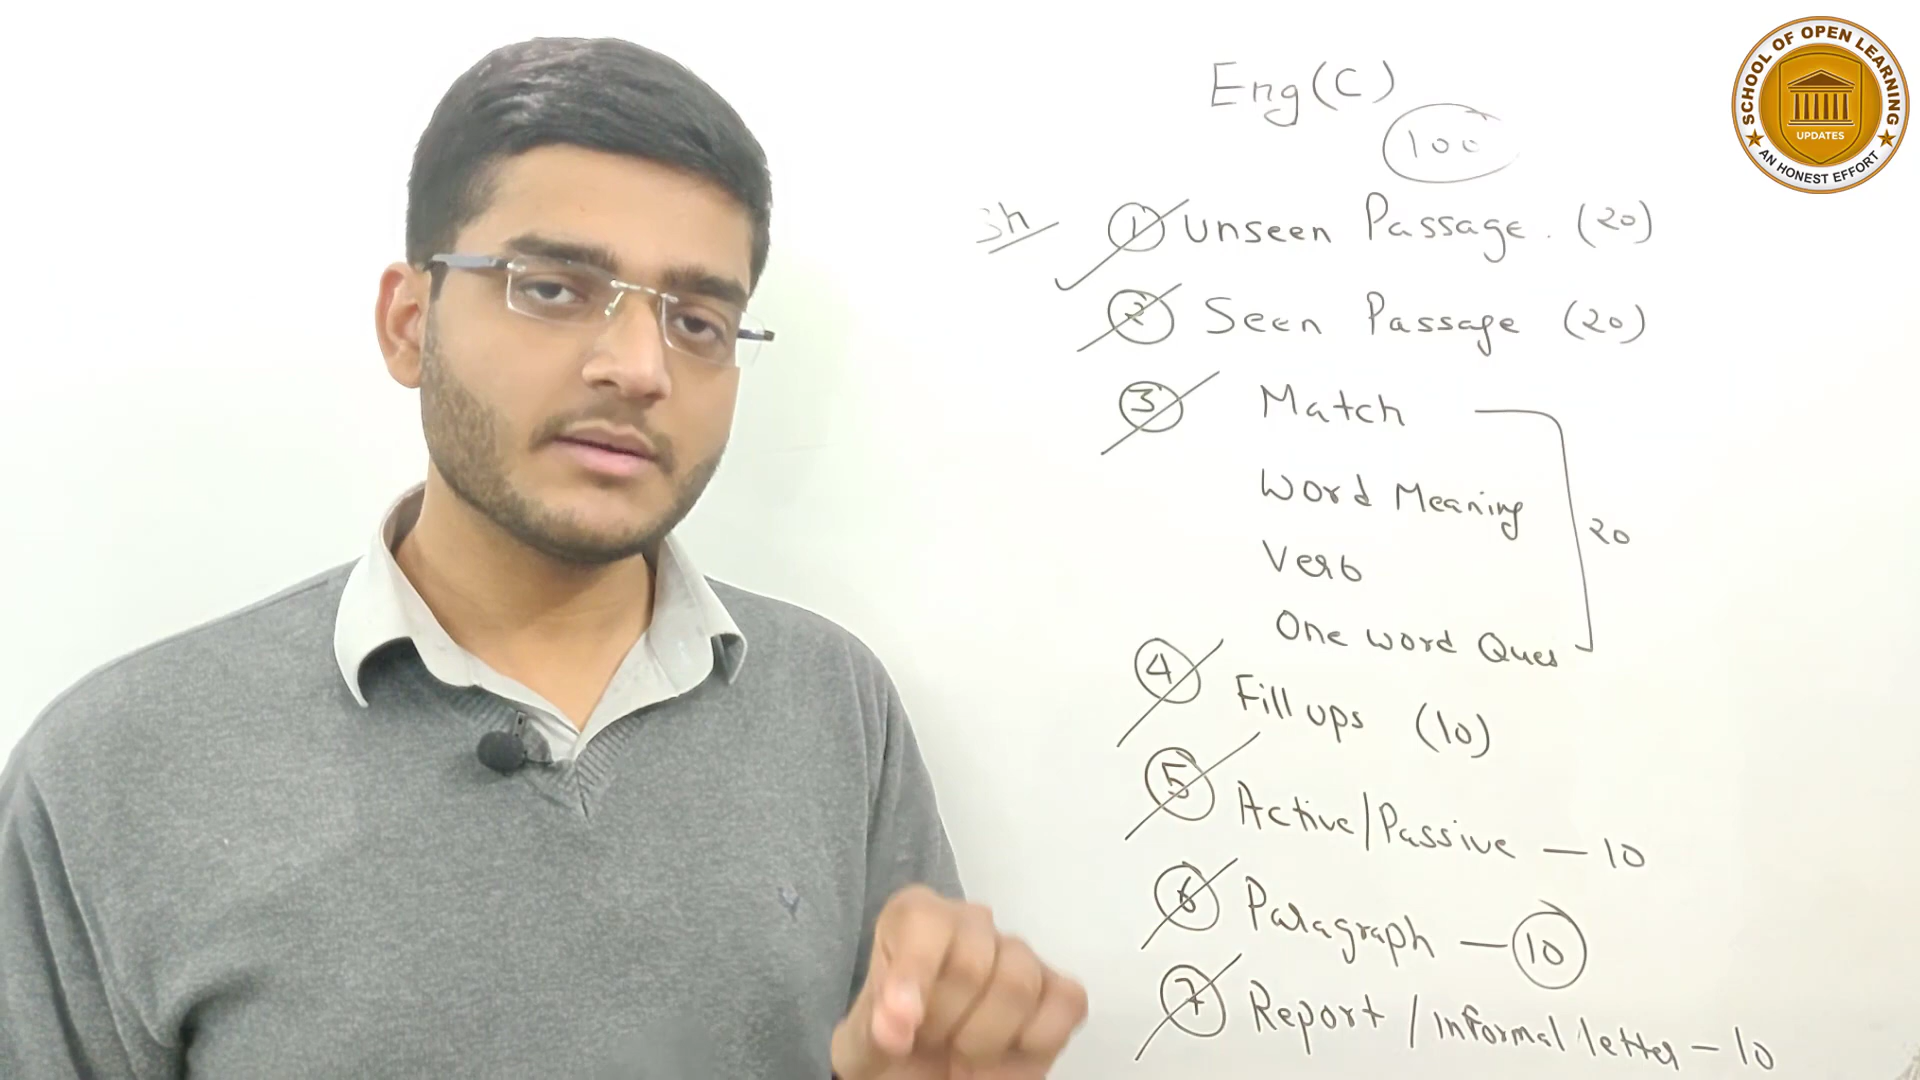 Eng (C)
100
3h
1 Unseen Passage. (20)
2 Seen Passage (20)
3 Match
Word Meaning
Verb
One word Ques
20
4 Fill ups (10)
5 Active/Passive — 10
6 Paragraph — 10
7 Report / informal letter - 10
SCHOOL OF OPEN LEARNING
UPDATES
AN HONEST EFFORT